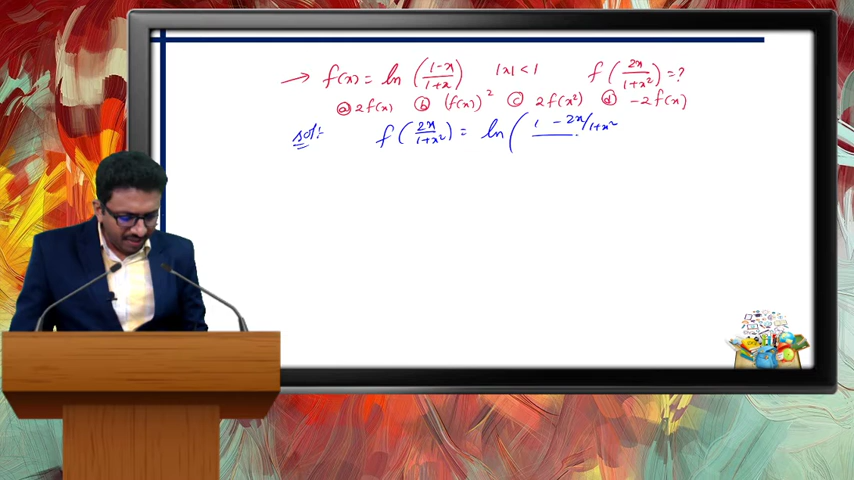 → f(x) = ln (1-x/1+x) |x| < 1 f (2x/1+x²) = ?
ⓐ 2f(x) ⓑ (f(x))² ⓒ 2f(x²) ⓓ -2f(x)
sol: f (2x/1+x²) = ln (1 - 2x/1+x²